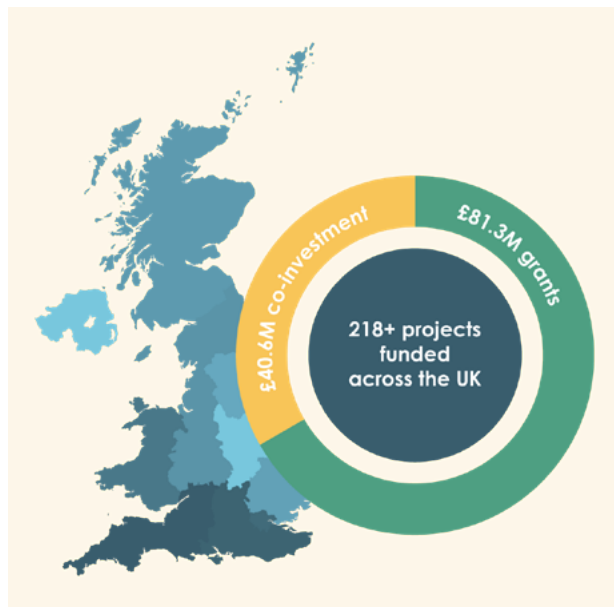 £40.6M co-investment
£81.3M grants
218+ projects
funded
across the UK